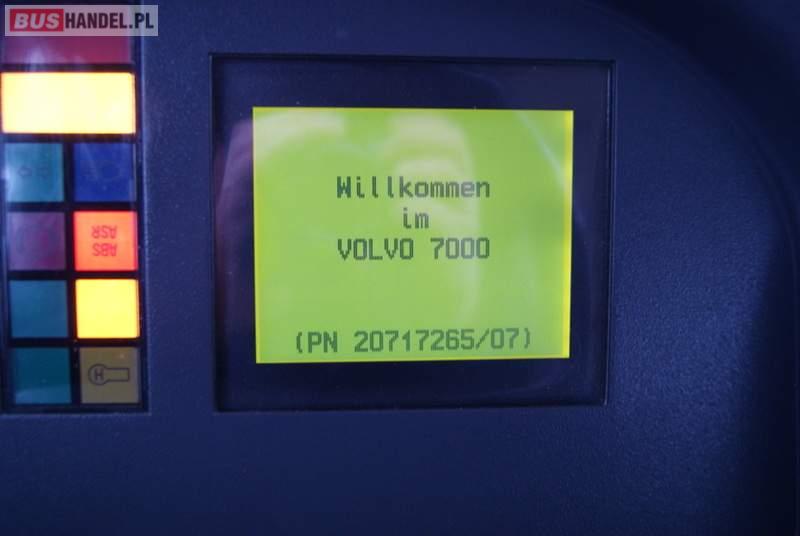 BUSHANDEL.PL
Willkommen
im
VOLVO 7000
(PN 20717265/07)
ABS
ASR
H